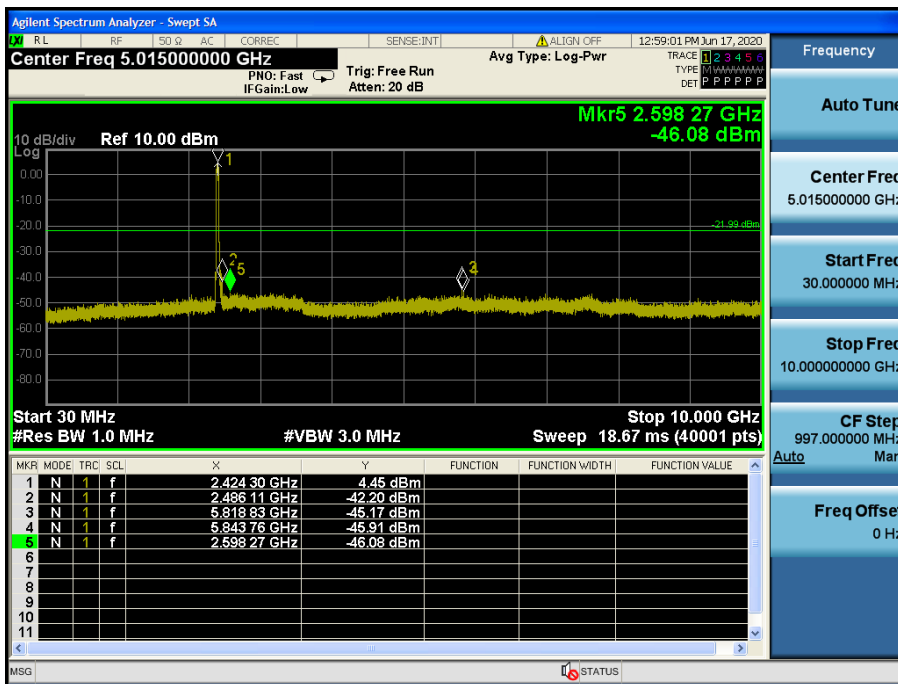 Agilent Spectrum Analyzer - Swept SA
LXI RL RF 50 Ω AC CORREC SENSE:INT ALIGN OFF 12:59:01 PM Jun 17, 2020
Center Freq 5.015000000 GHz
PNO: Fast
IFGain:Low
Trig: Free Run
Atten: 20 dB
Avg Type: Log-Pwr
TRACE 1 2 3 4 5 6
TYPE M WWWWW
DET P P P P P P
Mkr5 2.598 27 GHz
-46.08 dBm
10 dB/div
Log
Ref 10.00 dBm
0.00
-10.0
-20.0
-30.0
-40.0
-50.0
-60.0
-70.0
-80.0
-21.99 dBm
1
2
5
Start 30 MHz
Stop 10.000 GHz
#Res BW 1.0 MHz
#VBW 3.0 MHz
Sweep 18.67 ms (40001 pts)
MKR MODE TRC SCL X Y FUNCTION FUNCTION WIDTH FUNCTION VALUE
1 N 1 f 2.424 30 GHz 4.45 dBm
2 N 1 f 2.486 11 GHz -42.20 dBm
3 N 1 f 5.818 83 GHz -45.17 dBm
4 N 1 f 5.843 76 GHz -45.91 dBm
5 N 1 f 2.598 27 GHz -46.08 dBm
6
7
8
9
10
11
MSG
STATUS
Frequency
Auto Tune
Center Freq
5.015000000 GHz
Start Freq
30.000000 MHz
Stop Freq
10.000000000 GHz
CF Step
997.000000 MHz
Auto Man
Freq Offset
0 Hz